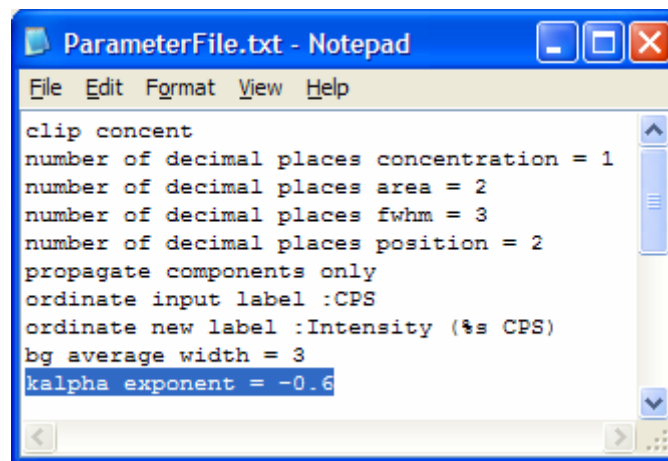 ParameterFile.txt - Notepad
File Edit Format View Help
clip concent
number of decimal places concentration = 1
number of decimal places area = 2
number of decimal places fwhm = 3
number of decimal places position = 2
propagate components only
ordinate input label :CPS
ordinate new label :Intensity (%s CPS)
bg average width = 3
kalpha exponent = -0.6